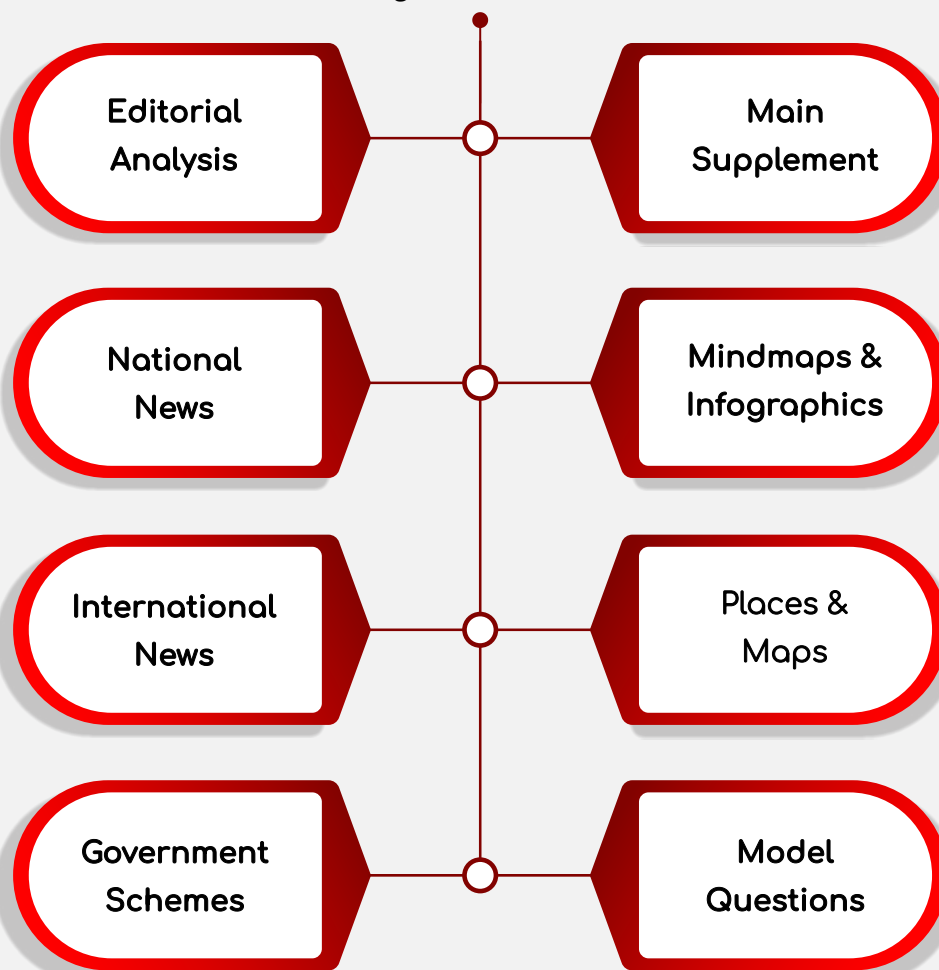 Editorial
Analysis
Main
Supplement
National
News
Mindmaps &
Infographics
International
News
Places &
Maps
Government
Schemes
Model
Questions